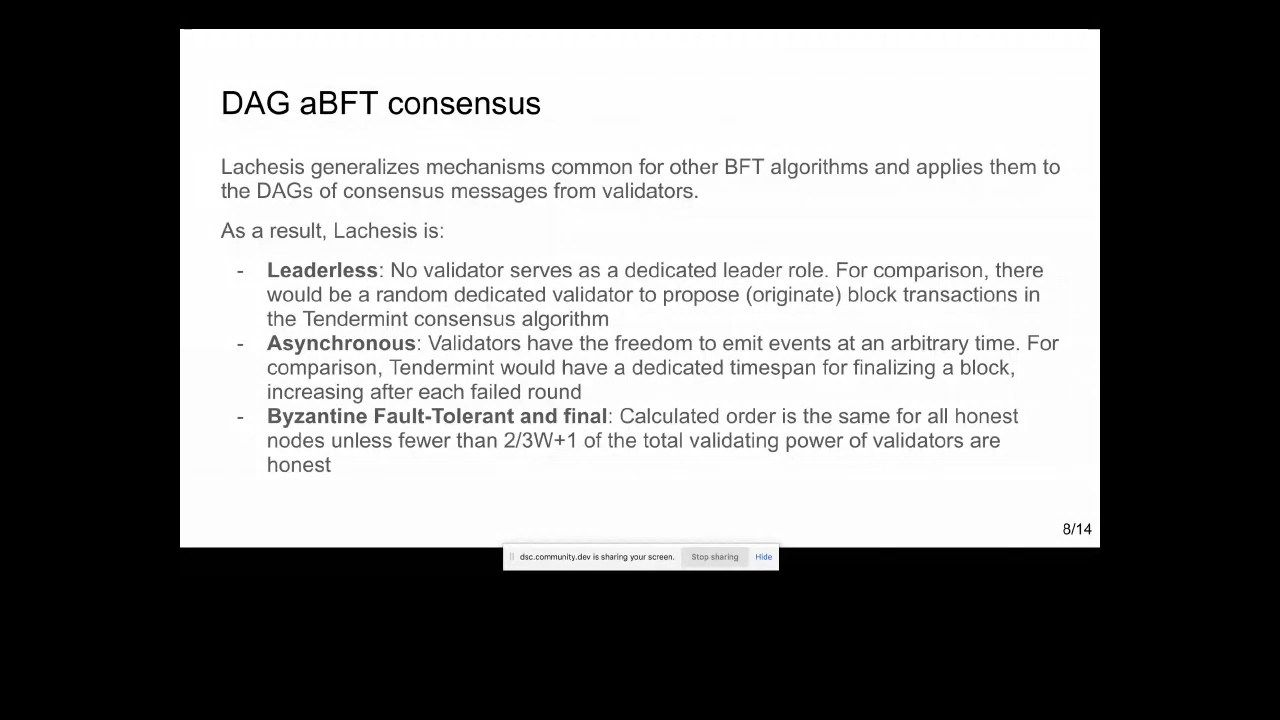 DAG aBFT consensus
Lachesis generalizes mechanisms common for other BFT algorithms and applies them to
the DAGs of consensus messages from validators.
As a result, Lachesis is:
- Leaderless: No validator serves as a dedicated leader role. For comparison, there
would be a random dedicated validator to propose (originate) block transactions in
the Tendermint consensus algorithm
- Asynchronous: Validators have the freedom to emit events at an arbitrary time. For
comparison, Tendermint would have a dedicated timespan for finalizing a block,
increasing after each failed round
- Byzantine Fault-Tolerant and final: Calculated order is the same for all honest
nodes unless fewer than 2/3W+1 of the total validating power of validators are
honest
8/14
dsc.community.dev is sharing your screen. Stop sharing Hide